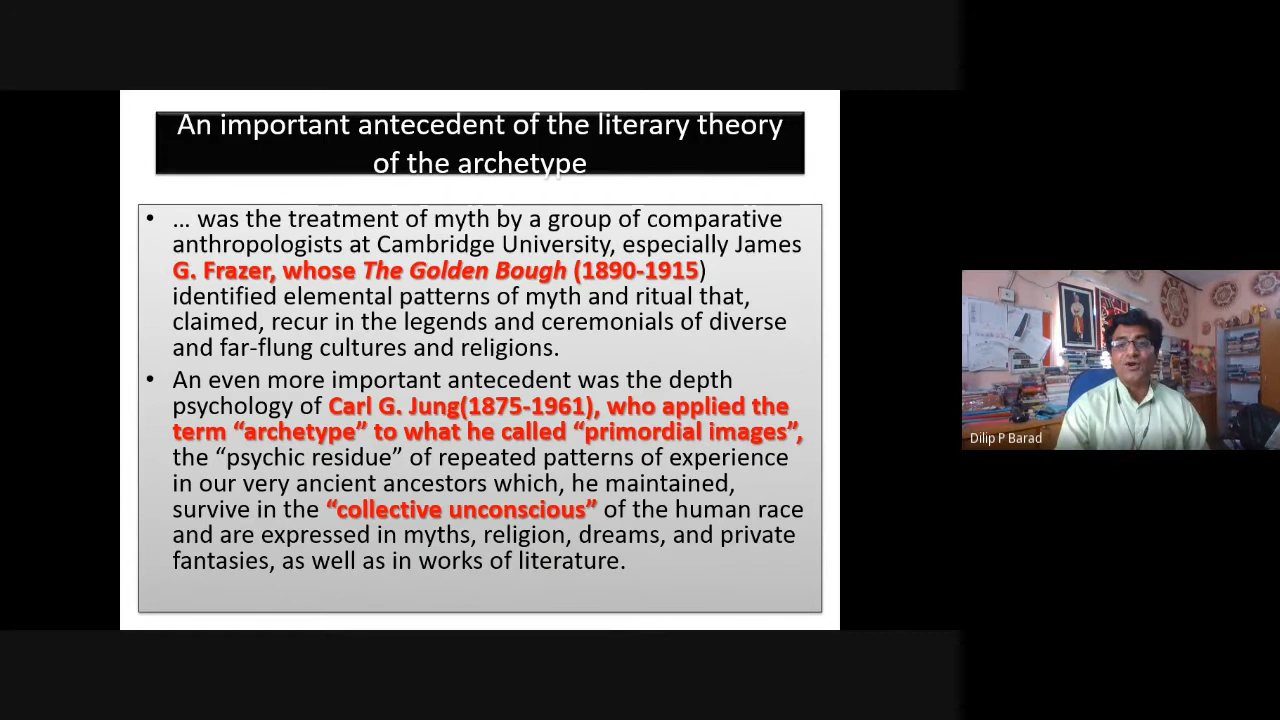 An important antecedent of the literary theory
of the archetype
• … was the treatment of myth by a group of comparative
anthropologists at Cambridge University, especially James
G. Frazer, whose The Golden Bough (1890-1915)
identified elemental patterns of myth and ritual that,
claimed, recur in the legends and ceremonials of diverse
and far-flung cultures and religions.
• An even more important antecedent was the depth
psychology of Carl G. Jung(1875-1961), who applied the
term “archetype” to what he called “primordial images”,
the “psychic residue” of repeated patterns of experience
in our very ancient ancestors which, he maintained,
survive in the “collective unconscious” of the human race
and are expressed in myths, religion, dreams, and private
fantasies, as well as in works of literature.
Dilip P Barad